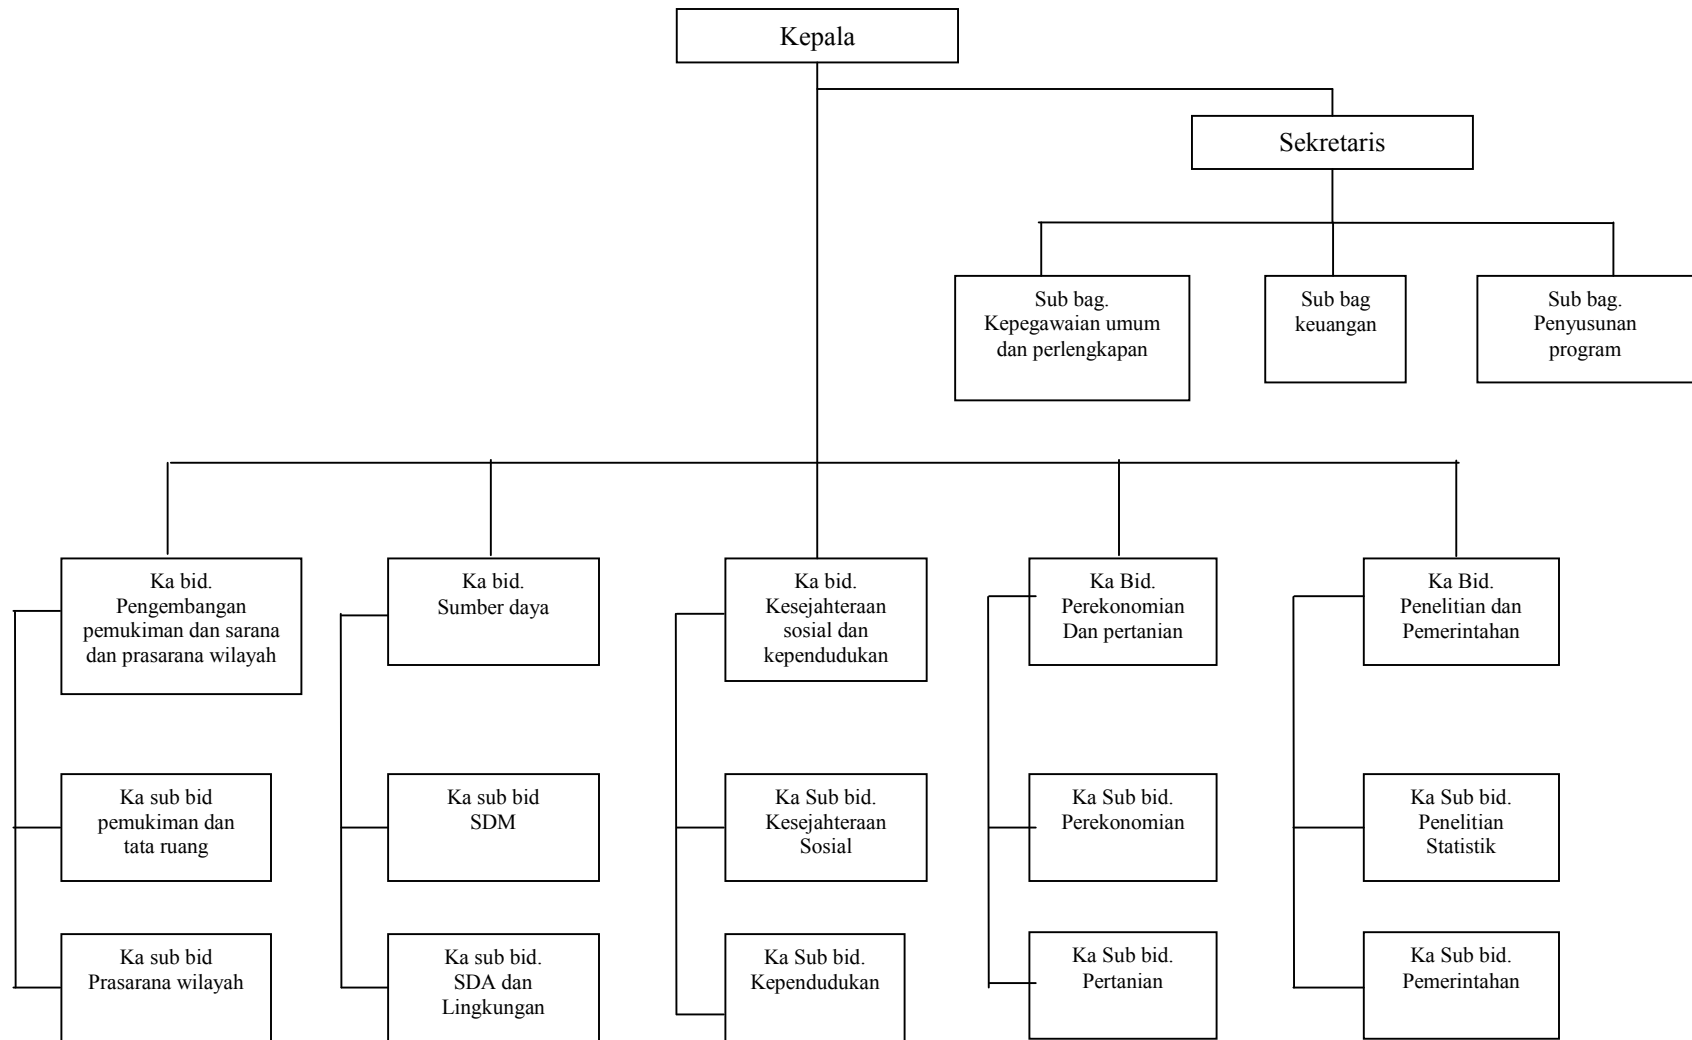 Kepala
Sekretaris
Sub bag.
Kepegawaian umum
dan perlengkapan
Sub bag
keuangan
Sub bag.
Penyusunan
program
Ka bid.
Pengembangan
pemukiman dan sarana
dan prasarana wilayah
Ka bid.
Sumber daya
Ka bid.
Kesejahteraan
sosial dan
kependudukan
Ka Bid.
Perekonomian
Dan pertanian
Ka Bid.
Penelitian dan
Pemerintahan
Ka sub bid
pemukiman dan
tata ruang
Ka sub bid
SDM
Ka Sub bid.
Kesejahteraan
Sosial
Ka Sub bid.
Perekonomian
Ka Sub bid.
Penelitian
Statistik
Ka sub bid
Prasarana wilayah
Ka sub bid.
SDA dan
Lingkungan
Ka Sub bid.
Kependudukan
Ka Sub bid.
Pertanian
Ka Sub bid.
Pemerintahan